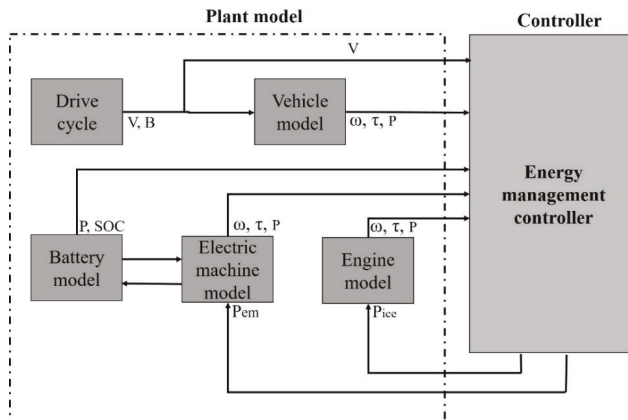 Plant model
Controller
V
Drive
cycle
V, B
Vehicle
model
ω, τ, P
Energy
management
controller
P, SOC
ω, τ, P
ω, τ, P
Battery
model
Electric
machine
model
Engine
model
Pem
Pice